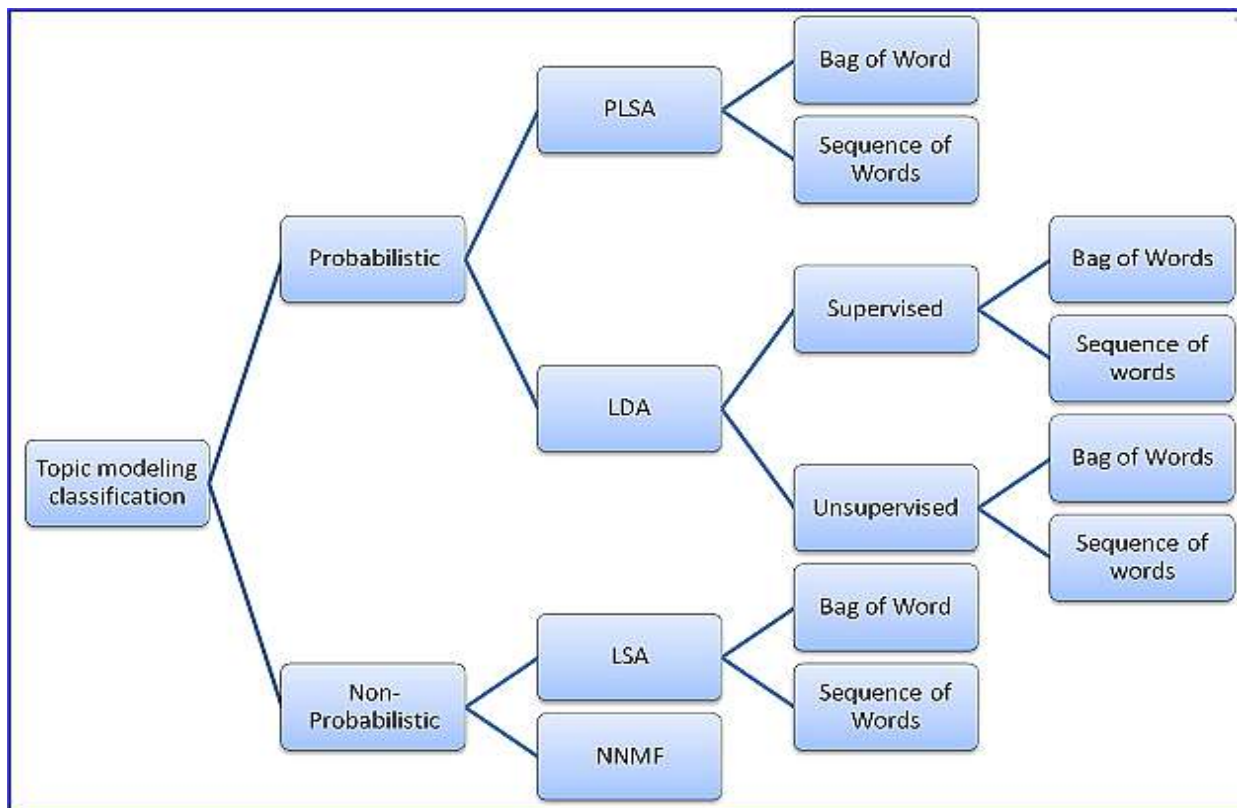 Bag of Word
PLSA
Sequence of
Words
Probabilistic
Bag of Words
Supervised
Sequence of
words
LDA
Bag of Words
Unsupervised
Sequence of
words
Topic modeling
classification
Bag of Word
LSA
Sequence of
Words
Non-
Probabilistic
NNMF